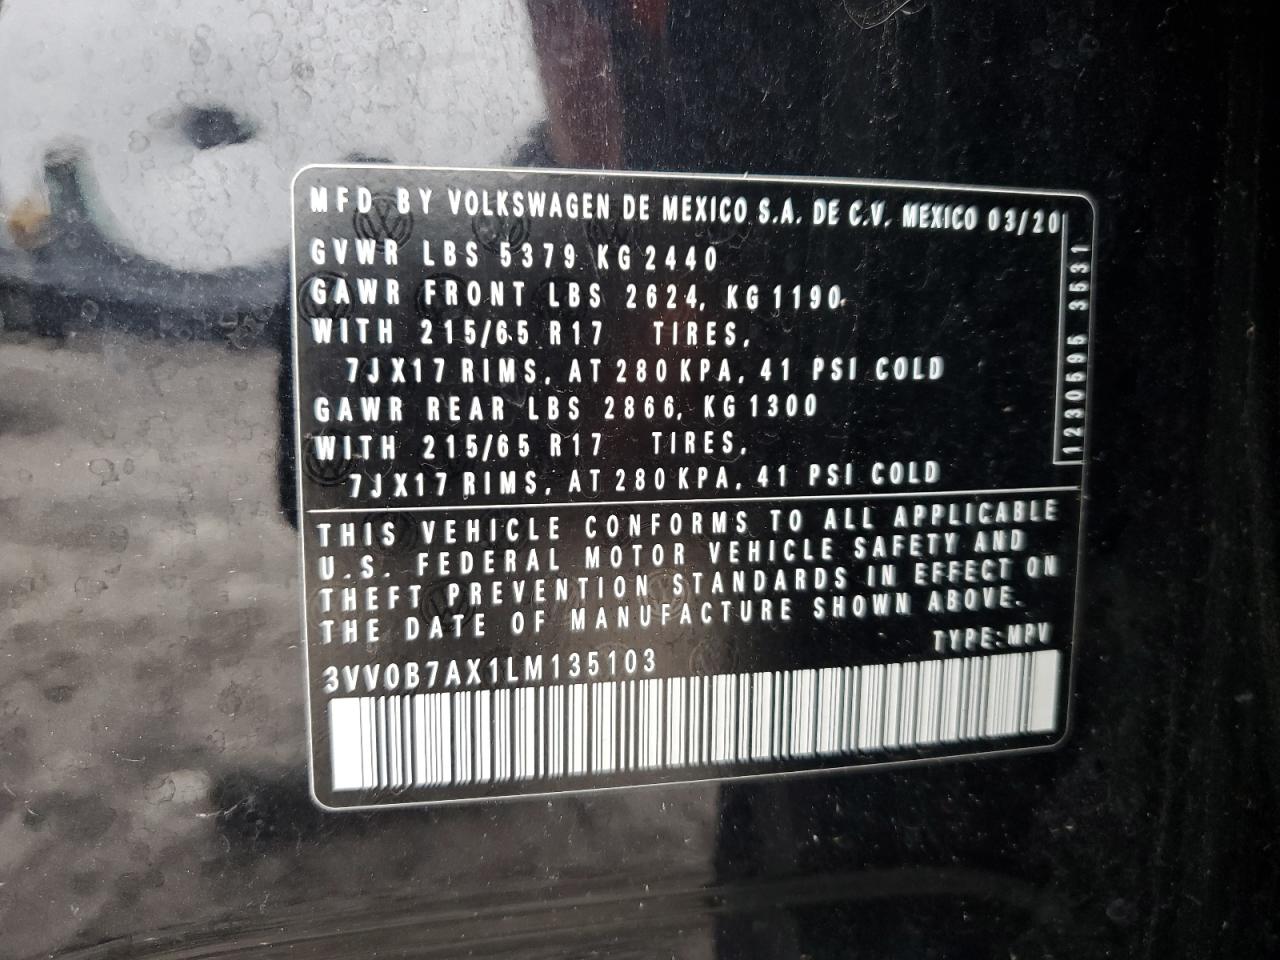 MFD BY VOLKSWAGEN DE MEXICO S.A. DE C.V. MEXICO 03/20
GVWR LBS 5379 KG 2440
GAWR FRONT LBS 2624, KG 1190,
WITH 215/65 R17 TIRES,
7JX17 RIMS, AT 280 KPA, 41 PSI COLD
GAWR REAR LBS 2866, KG 1300
WITH 215/65 R17 TIRES,
7JX17 RIMS, AT 280 KPA, 41 PSI COLD
1230695 3531
THIS VEHICLE CONFORMS TO ALL APPLICABLE
U.S. FEDERAL MOTOR VEHICLE SAFETY AND
THEFT PREVENTION STANDARDS IN EFFECT ON
THE DATE OF MANUFACTURE SHOWN ABOVE.
TYPE:MPV
3VV0B7AX1LM135103